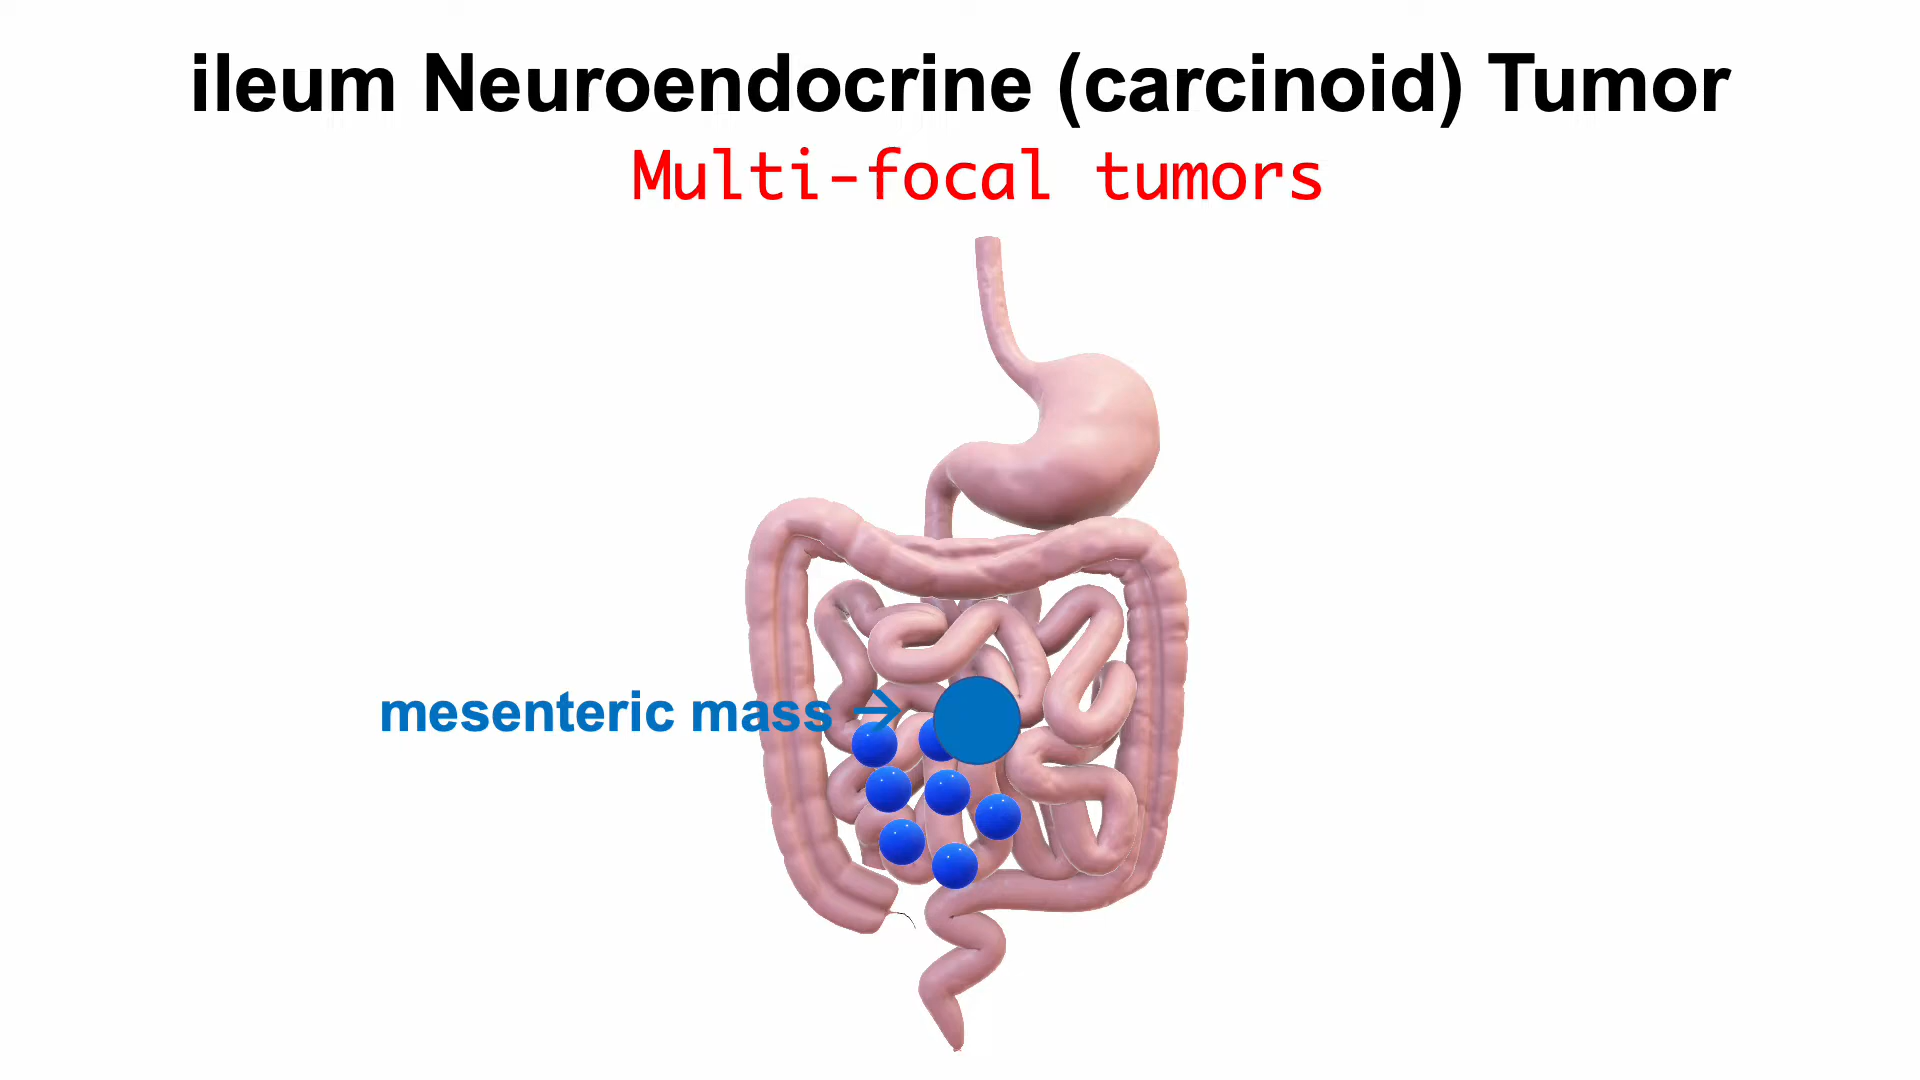 ileum Neuroendocrine (carcinoid) Tumor
Multi-focal tumors
mesenteric mass →